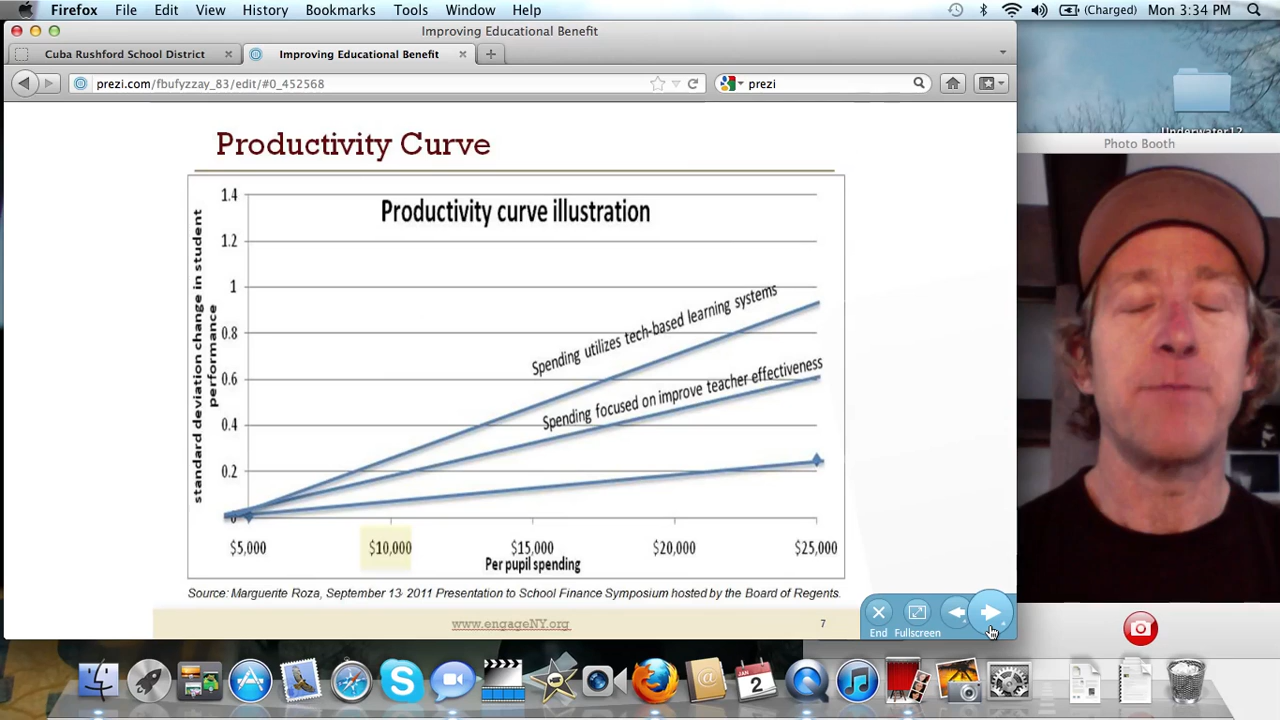 Firefox File Edit View History Bookmarks Tools Window Help (Charged) Mon 3:34 PM
Improving Educational Benefit
Cuba Rushford School District × Improving Educational Benefit × +
prezi.com/fbufyzzay_83/edit/#0_452568 prezi
Underwater12
Photo Booth
Productivity Curve
Productivity curve illustration
standard deviation change in student
performance
1.4
1.2
1
0.8
0.6
0.4
0.2
0
Spending utilizes tech-based learning systems
Spending focused on improve teacher effectiveness
$5,000 $10,000 $15,000 $20,000 $25,000
Per pupil spending
Source: Marguerite Roza, September 13, 2011 Presentation to School Finance Symposium hosted by the Board of Regents.
www.engageNY.org 7
End Fullscreen
JAN
2